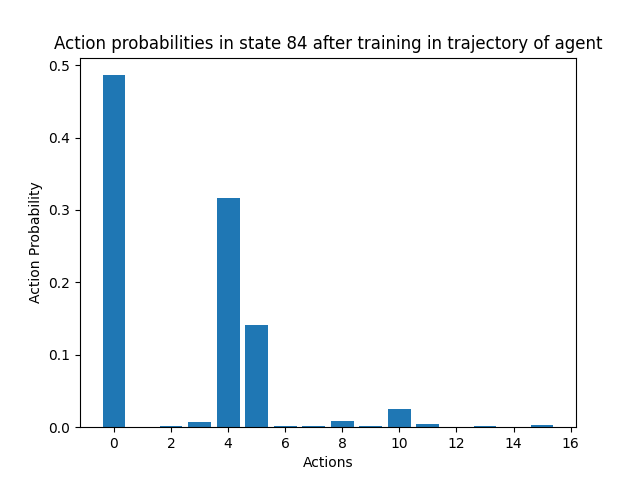 Action probabilities in state 84 after training in trajectory of agent
0.5
0.4
0.3
0.2
0.1
0.0
Action Probability
0 2 4 6 8 10 12 14 16
Actions